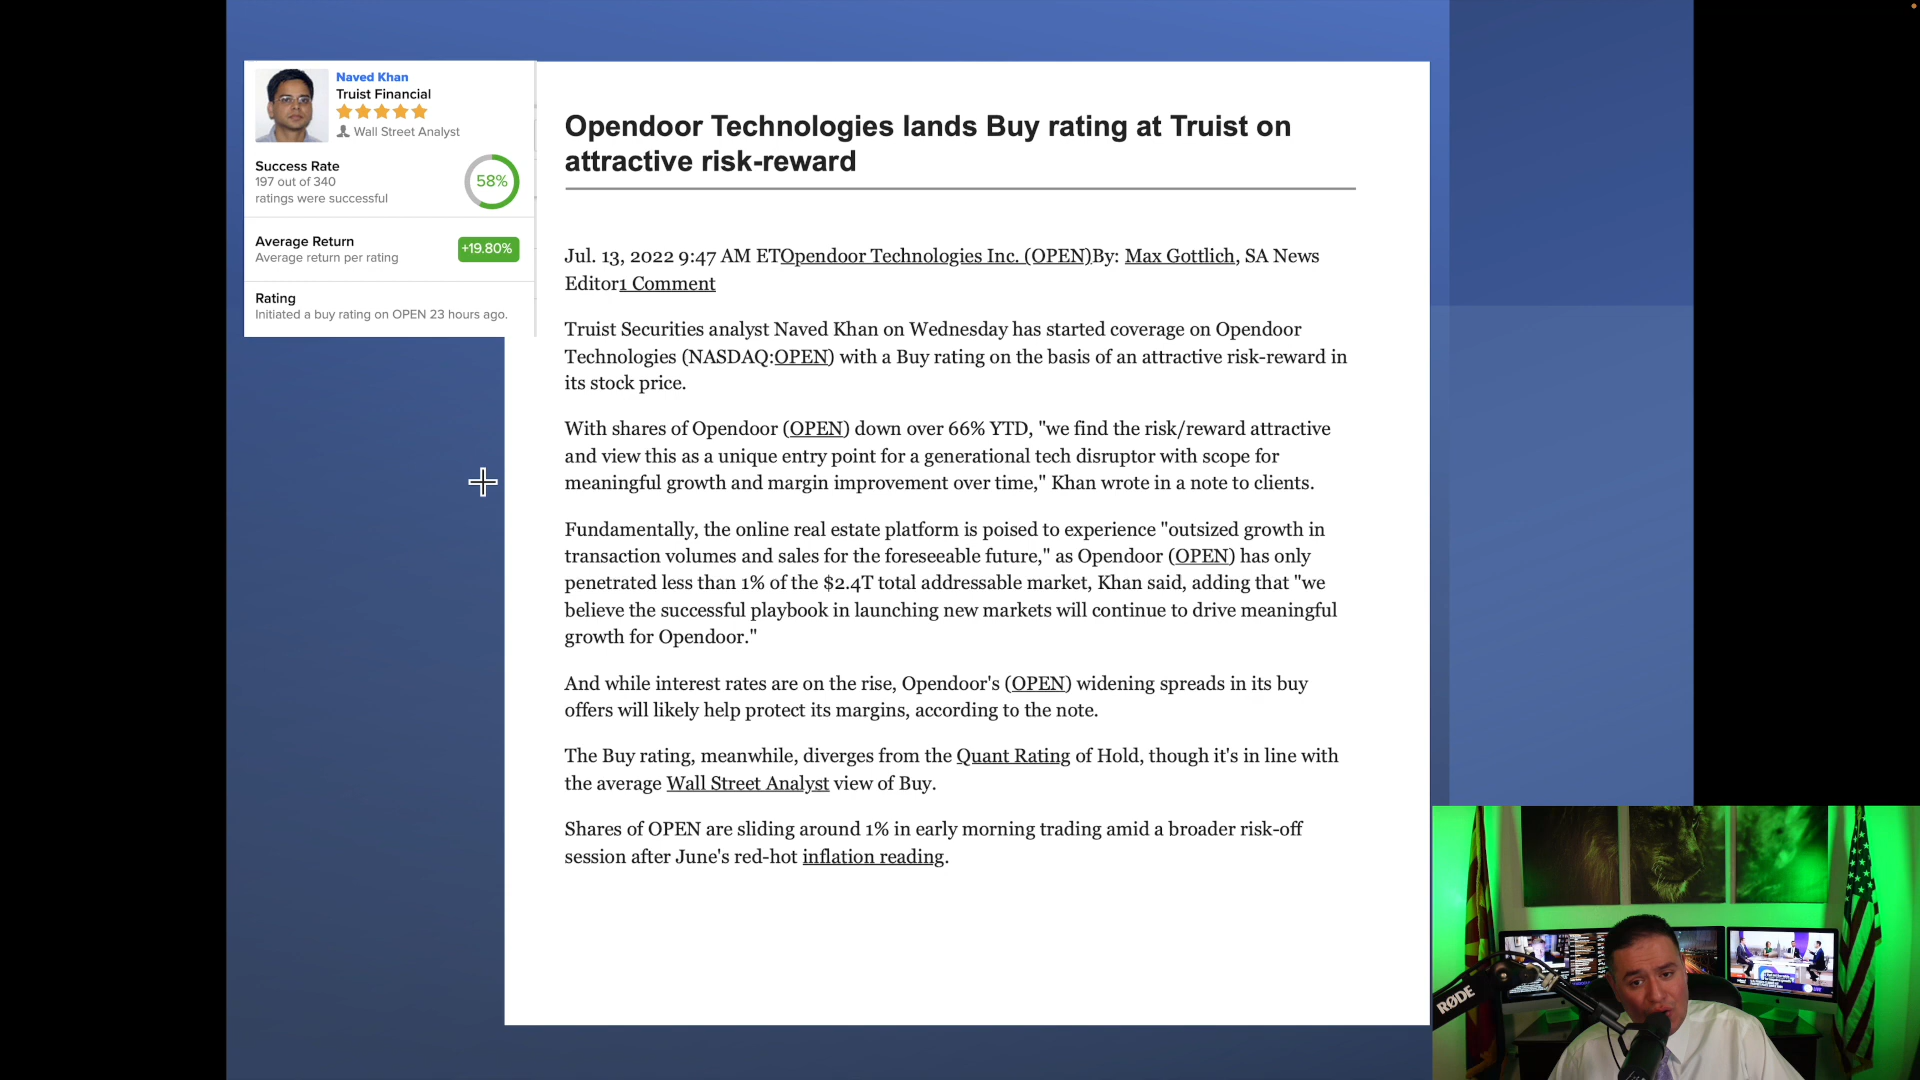 Naved Khan
Truist Financial
Wall Street Analyst
Success Rate
197 out of 340
ratings were successful
58%
Average Return
Average return per rating
+19.80%
Rating
Initiated a buy rating on OPEN 23 hours ago.
Opendoor Technologies lands Buy rating at Truist on
attractive risk-reward
Jul. 13, 2022 9:47 AM ETOpendoor Technologies Inc. (OPEN)By: Max Gottlich, SA News
Editor1 Comment
Truist Securities analyst Naved Khan on Wednesday has started coverage on Opendoor
Technologies (NASDAQ:OPEN) with a Buy rating on the basis of an attractive risk-reward in
its stock price.
With shares of Opendoor (OPEN) down over 66% YTD, "we find the risk/reward attractive
and view this as a unique entry point for a generational tech disruptor with scope for
meaningful growth and margin improvement over time," Khan wrote in a note to clients.
Fundamentally, the online real estate platform is poised to experience "outsized growth in
transaction volumes and sales for the foreseeable future," as Opendoor (OPEN) has only
penetrated less than 1% of the $2.4T total addressable market, Khan said, adding that "we
believe the successful playbook in launching new markets will continue to drive meaningful
growth for Opendoor."
And while interest rates are on the rise, Opendoor's (OPEN) widening spreads in its buy
offers will likely help protect its margins, according to the note.
The Buy rating, meanwhile, diverges from the Quant Rating of Hold, though it's in line with
the average Wall Street Analyst view of Buy.
Shares of OPEN are sliding around 1% in early morning trading amid a broader risk-off
session after June's red-hot inflation reading.
RØDE